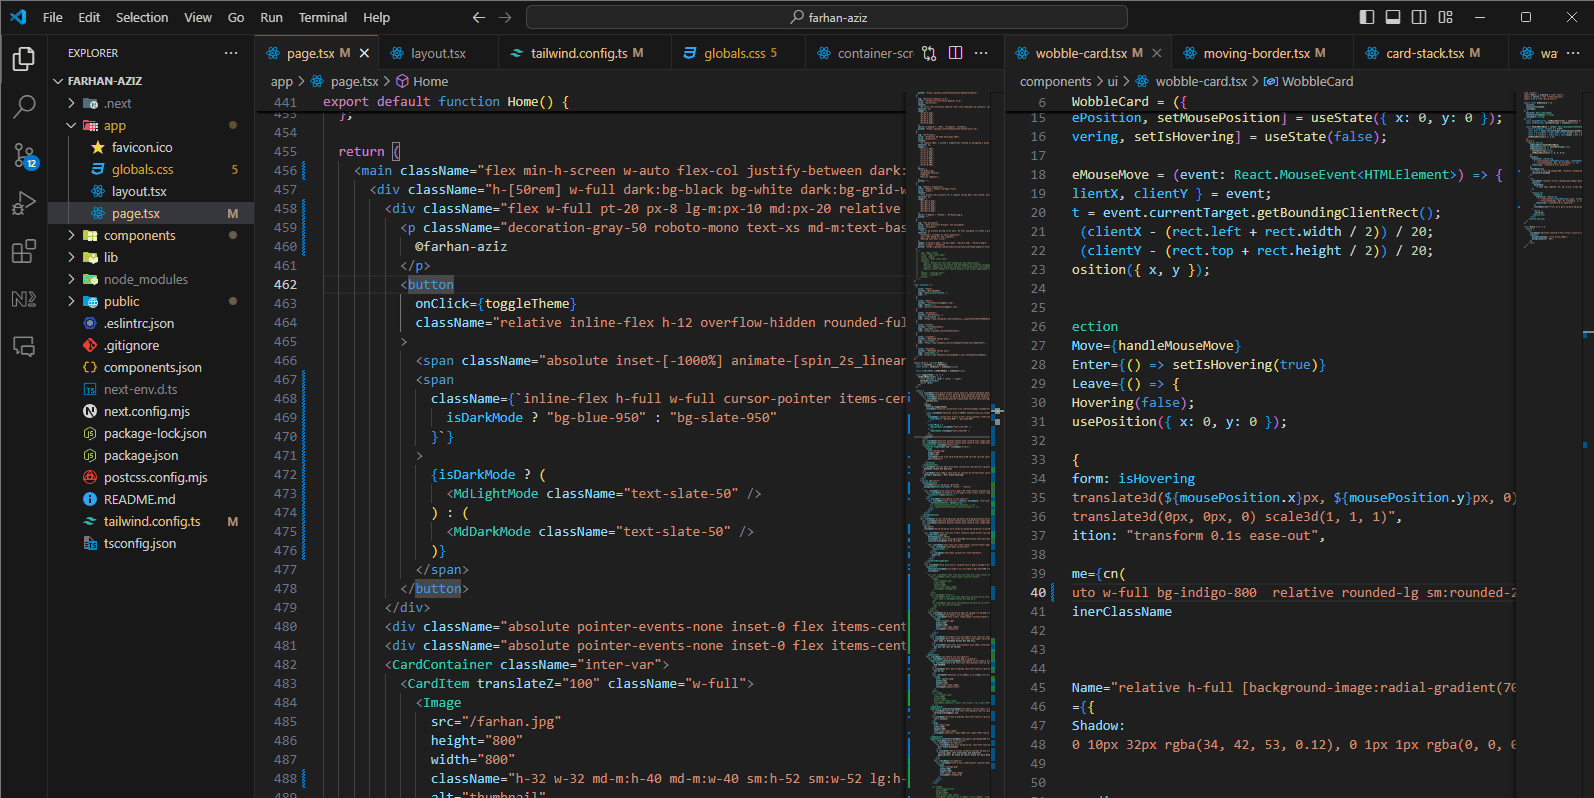 File Edit Selection View Go Run Terminal Help
farhan-aziz
EXPLORER
FARHAN-AZIZ
.next
app
favicon.ico
globals.css 5
layout.tsx
page.tsx M
components
lib
node_modules
public
.eslintrc.json
.gitignore
components.json
next-env.d.ts
next.config.mjs
package-lock.json
package.json
postcss.config.mjs
README.md
tailwind.config.ts M
tsconfig.json
12
page.tsx M
layout.tsx
tailwind.config.ts M
globals.css 5
container-scr
app > page.tsx > Home
441 export default function Home() {
453 };
454
455 return (
456 <main className="flex min-h-screen w-auto flex-col justify-between dark:
457 <div className="h-[50rem] w-full dark:bg-black bg-white dark:bg-grid-w
458 <div className="flex w-full pt-20 px-8 lg-m:px-10 md:px-20 relative
459 <p className="decoration-gray-50 roboto-mono text-xs md-m:text-bas
460 ©farhan-aziz
461 </p>
462 <button
463 onClick={toggleTheme}
464 className="relative inline-flex h-12 overflow-hidden rounded-ful
465 >
466 <span className="absolute inset-[-1000%] animate-[spin_2s_linear
467 <span
468 className={`inline-flex h-full w-full cursor-pointer items-cen
469 isDarkMode ? "bg-blue-950" : "bg-slate-950"
470 }`}
471 >
472 {isDarkMode ? (
473 <MdLightMode className="text-slate-50" />
474 ) : (
475 <MdDarkMode className="text-slate-50" />
476 )}
477 </span>
478 </button>
479 </div>
480 <div className="absolute pointer-events-none inset-0 flex items-cent
481 <div className="absolute pointer-events-none inset-0 flex items-cent
482 <CardContainer className="inter-var">
483 <CardItem translateZ="100" className="w-full">
484 <Image
485 src="/farhan.jpg"
486 height="800"
487 width="800"
488 className="h-32 w-32 md-m:h-40 md-m:w-40 sm:h-52 sm:w-52 lg:h-
489 alt="thumbnail"
wobble-card.tsx M
moving-border.tsx M
card-stack.tsx M
wa
components > ui > wobble-card.tsx > WobbleCard
6 WobbleCard = ({
15 ePosition, setMousePosition] = useState({ x: 0, y: 0 });
16 vering, setIsHovering] = useState(false);
17
18 eMouseMove = (event: React.MouseEvent<HTMLElement>) => {
19 lientX, clientY } = event;
20 t = event.currentTarget.getBoundingClientRect();
21 (clientX - (rect.left + rect.width / 2)) / 20;
22 (clientY - (rect.top + rect.height / 2)) / 20;
23 osition({ x, y });
24
25
26 ection
27 Move={handleMouseMove}
28 Enter={() => setIsHovering(true)}
29 Leave={() => {
30 Hovering(false);
31 usePosition({ x: 0, y: 0 });
32
33 {
34 form: isHovering
35 translate3d(${mousePosition.x}px, ${mousePosition.y}px, 0)
36 translate3d(0px, 0px, 0) scale3d(1, 1, 1)",
37 ition: "transform 0.1s ease-out",
38
39 me={cn(
40 uto w-full bg-indigo-800  relative rounded-lg sm:rounded-2
41 inerClassName
42
43
44
45 Name="relative h-full [background-image:radial-gradient(70
46 ={{
47 Shadow:
48 0 10px 32px rgba(34, 42, 53, 0.12), 0 1px 1px rgba(0, 0, 0
49
50